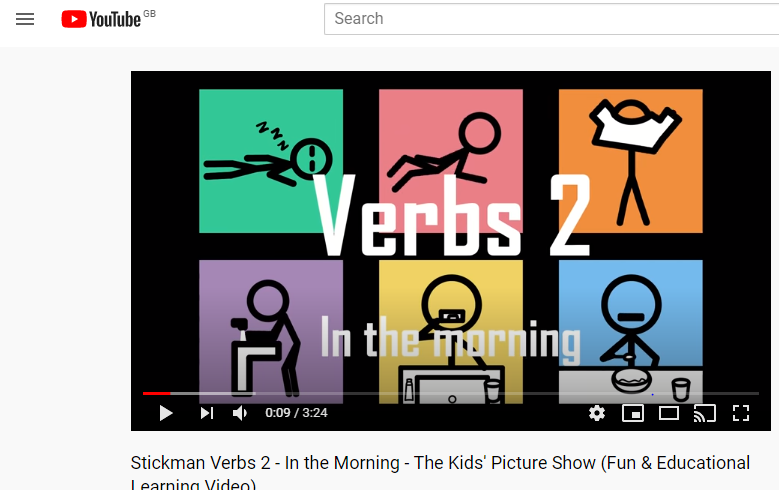 YouTube GB
Search
z z z
Verbs 2
In the morning
0:09 / 3:24
Stickman Verbs 2 - In the Morning - The Kids' Picture Show (Fun & Educational
Learning Video)